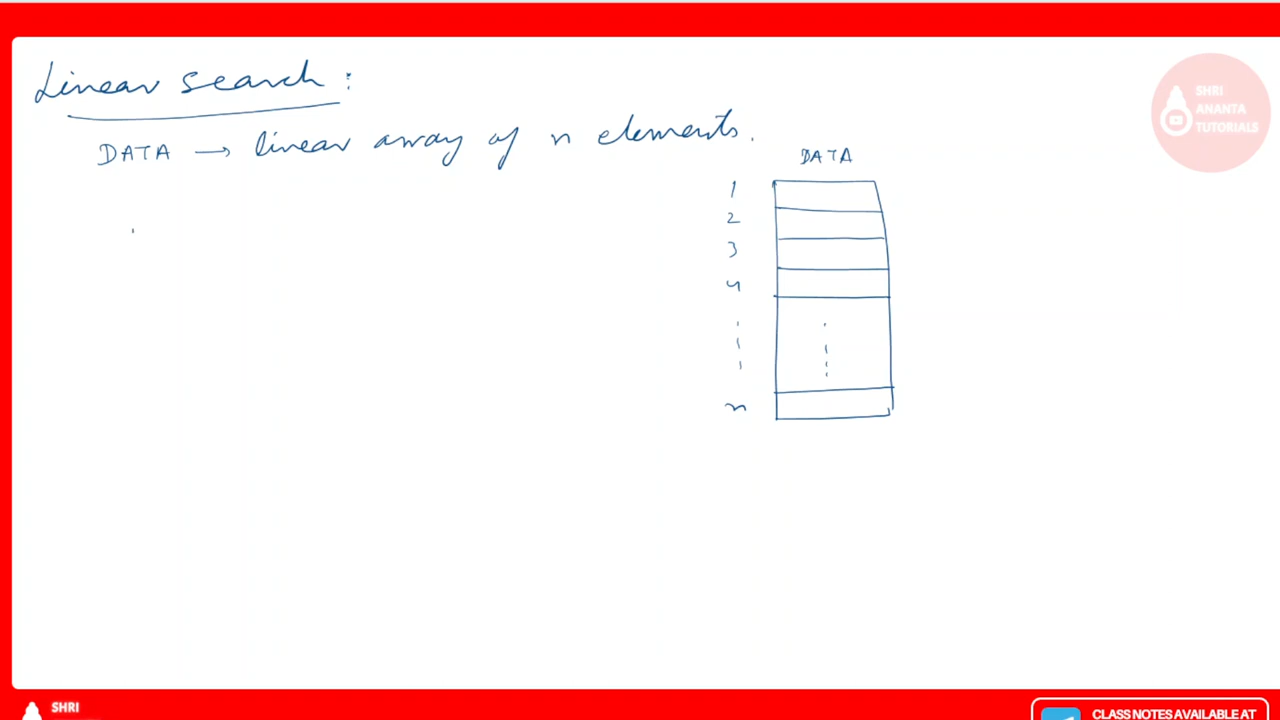 Linear search :
DATA → linear array of n elements.
DATA
1
2
3
4
n
SHRI
ANANTA
TUTORIALS
SHRI
CLASS NOTES AVAILABLE AT